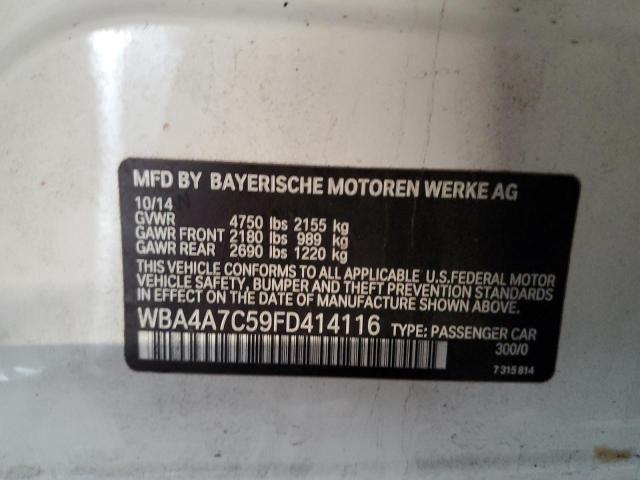 MFD BY BAYERISCHE MOTOREN WERKE AG
10/14
GVWR 4750 lbs 2155 kg
GAWR FRONT 2180 lbs 989 kg
GAWR REAR 2690 lbs 1220 kg
THIS VEHICLE CONFORMS TO ALL APPLICABLE U.S. FEDERAL MOTOR
VEHICLE SAFETY, BUMPER AND THEFT PREVENTION STANDARDS
IN EFFECT ON THE DATE OF MANUFACTURE SHOWN ABOVE.
WBA4A7C59FD414116 TYPE: PASSENGER CAR
300/0
7 315 814